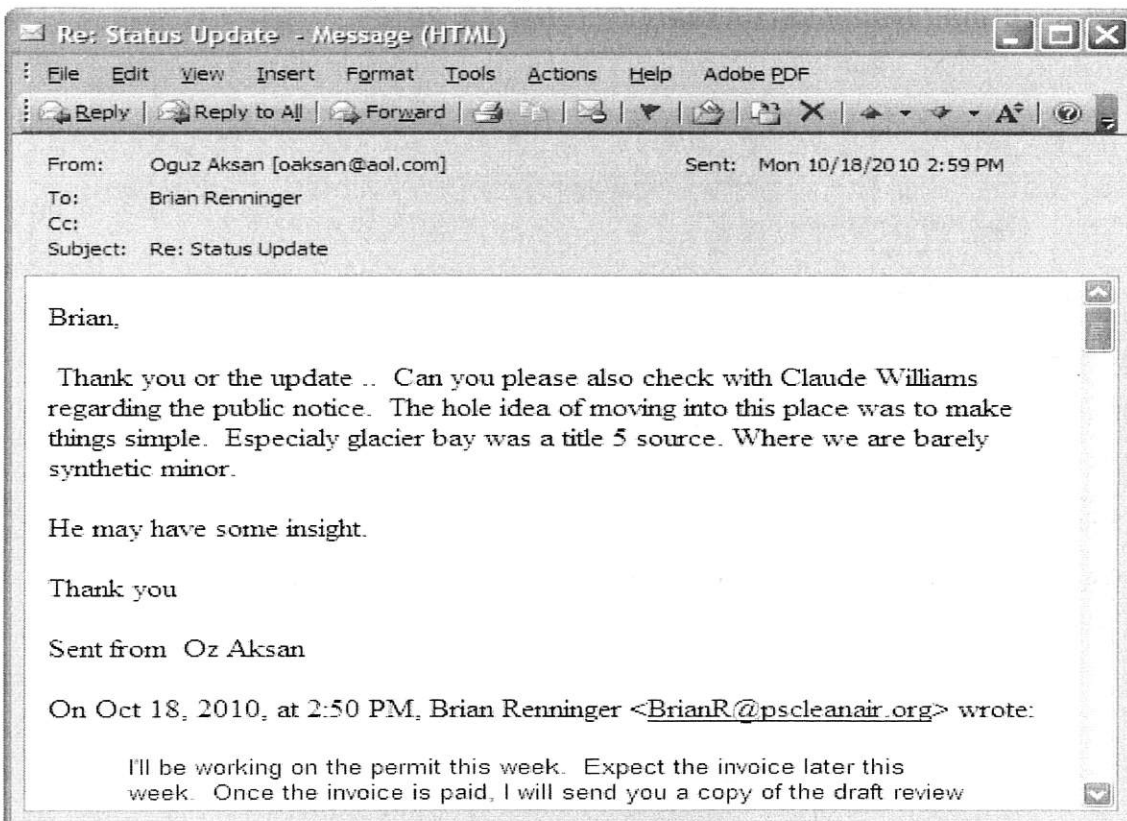 Re: Status Update - Message (HTML)
File Edit View Insert Format Tools Actions Help Adobe PDF
Reply Reply to All Forward
From: Oguz Aksan [oaksan@aol.com] Sent: Mon 10/18/2010 2:59 PM
To: Brian Renninger
Cc:
Subject: Re: Status Update
Brian,
Thank you or the update .. Can you please also check with Claude Williams
regarding the public notice. The hole idea of moving into this place was to make
things simple. Especialy glacier bay was a title 5 source. Where we are barely
synthetic minor.
He may have some insight.
Thank you
Sent from Oz Aksan
On Oct 18, 2010, at 2:50 PM, Brian Renninger <BrianR@pscleanair.org> wrote:
I'll be working on the permit this week. Expect the invoice later this
week. Once the invoice is paid, I will send you a copy of the draft review